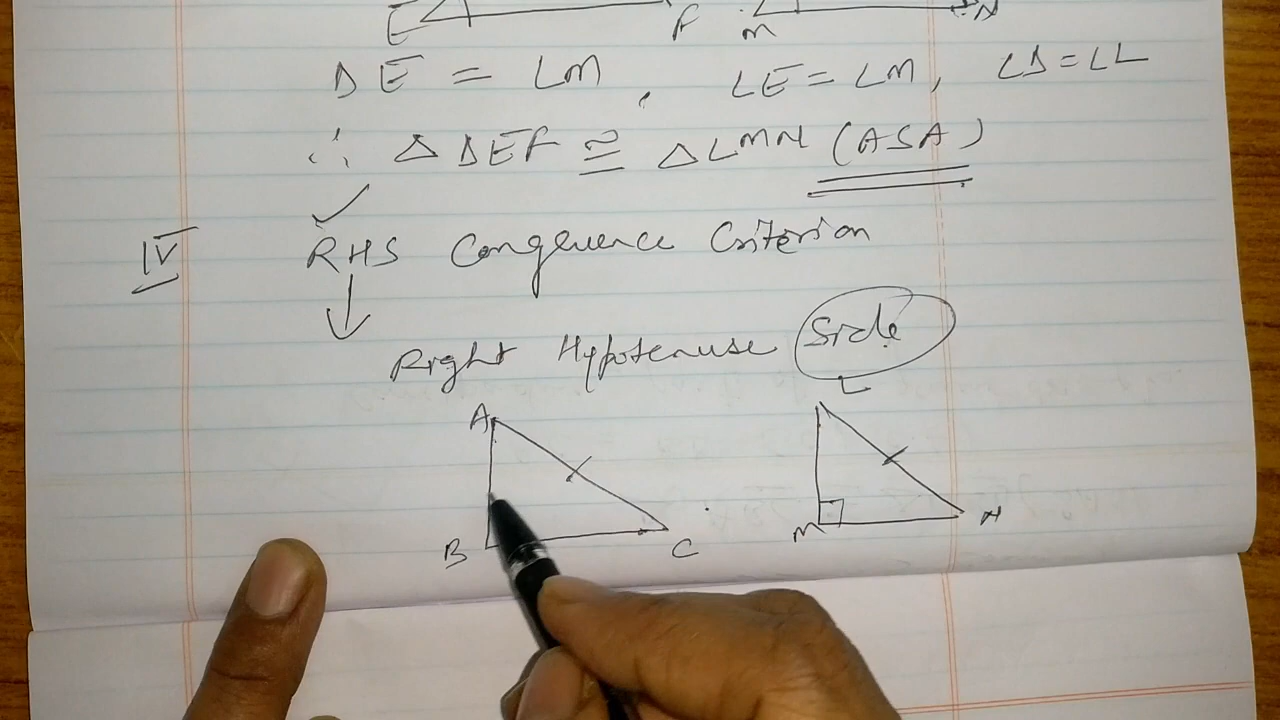 E F M N
DE = LM, ∠E = ∠M, ∠D = ∠L
∴ △ DEF ≅ △ LMN (ASA)
IV RHS Congruence Criterion
Right Hypotenuse Side
A L
B C M N